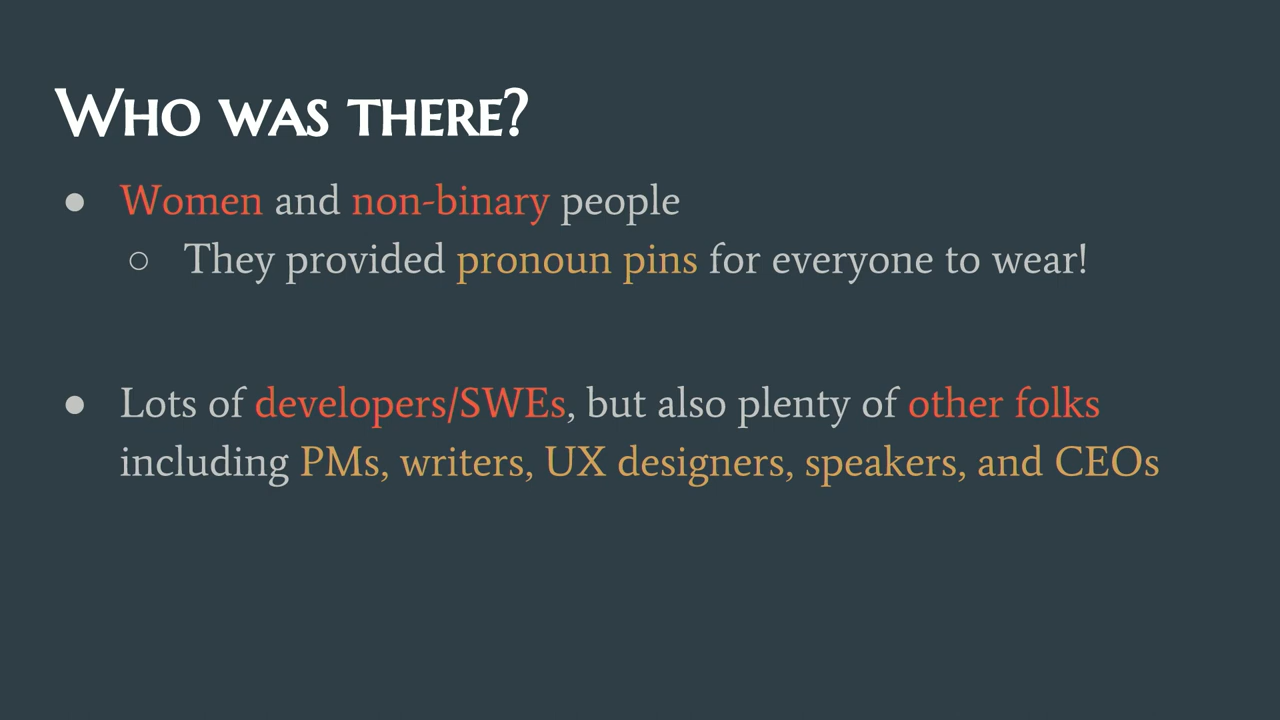 Who was there?
● Women and non-binary people
○ They provided pronoun pins for everyone to wear!
● Lots of developers/SWEs, but also plenty of other folks
including PMs, writers, UX designers, speakers, and CEOs